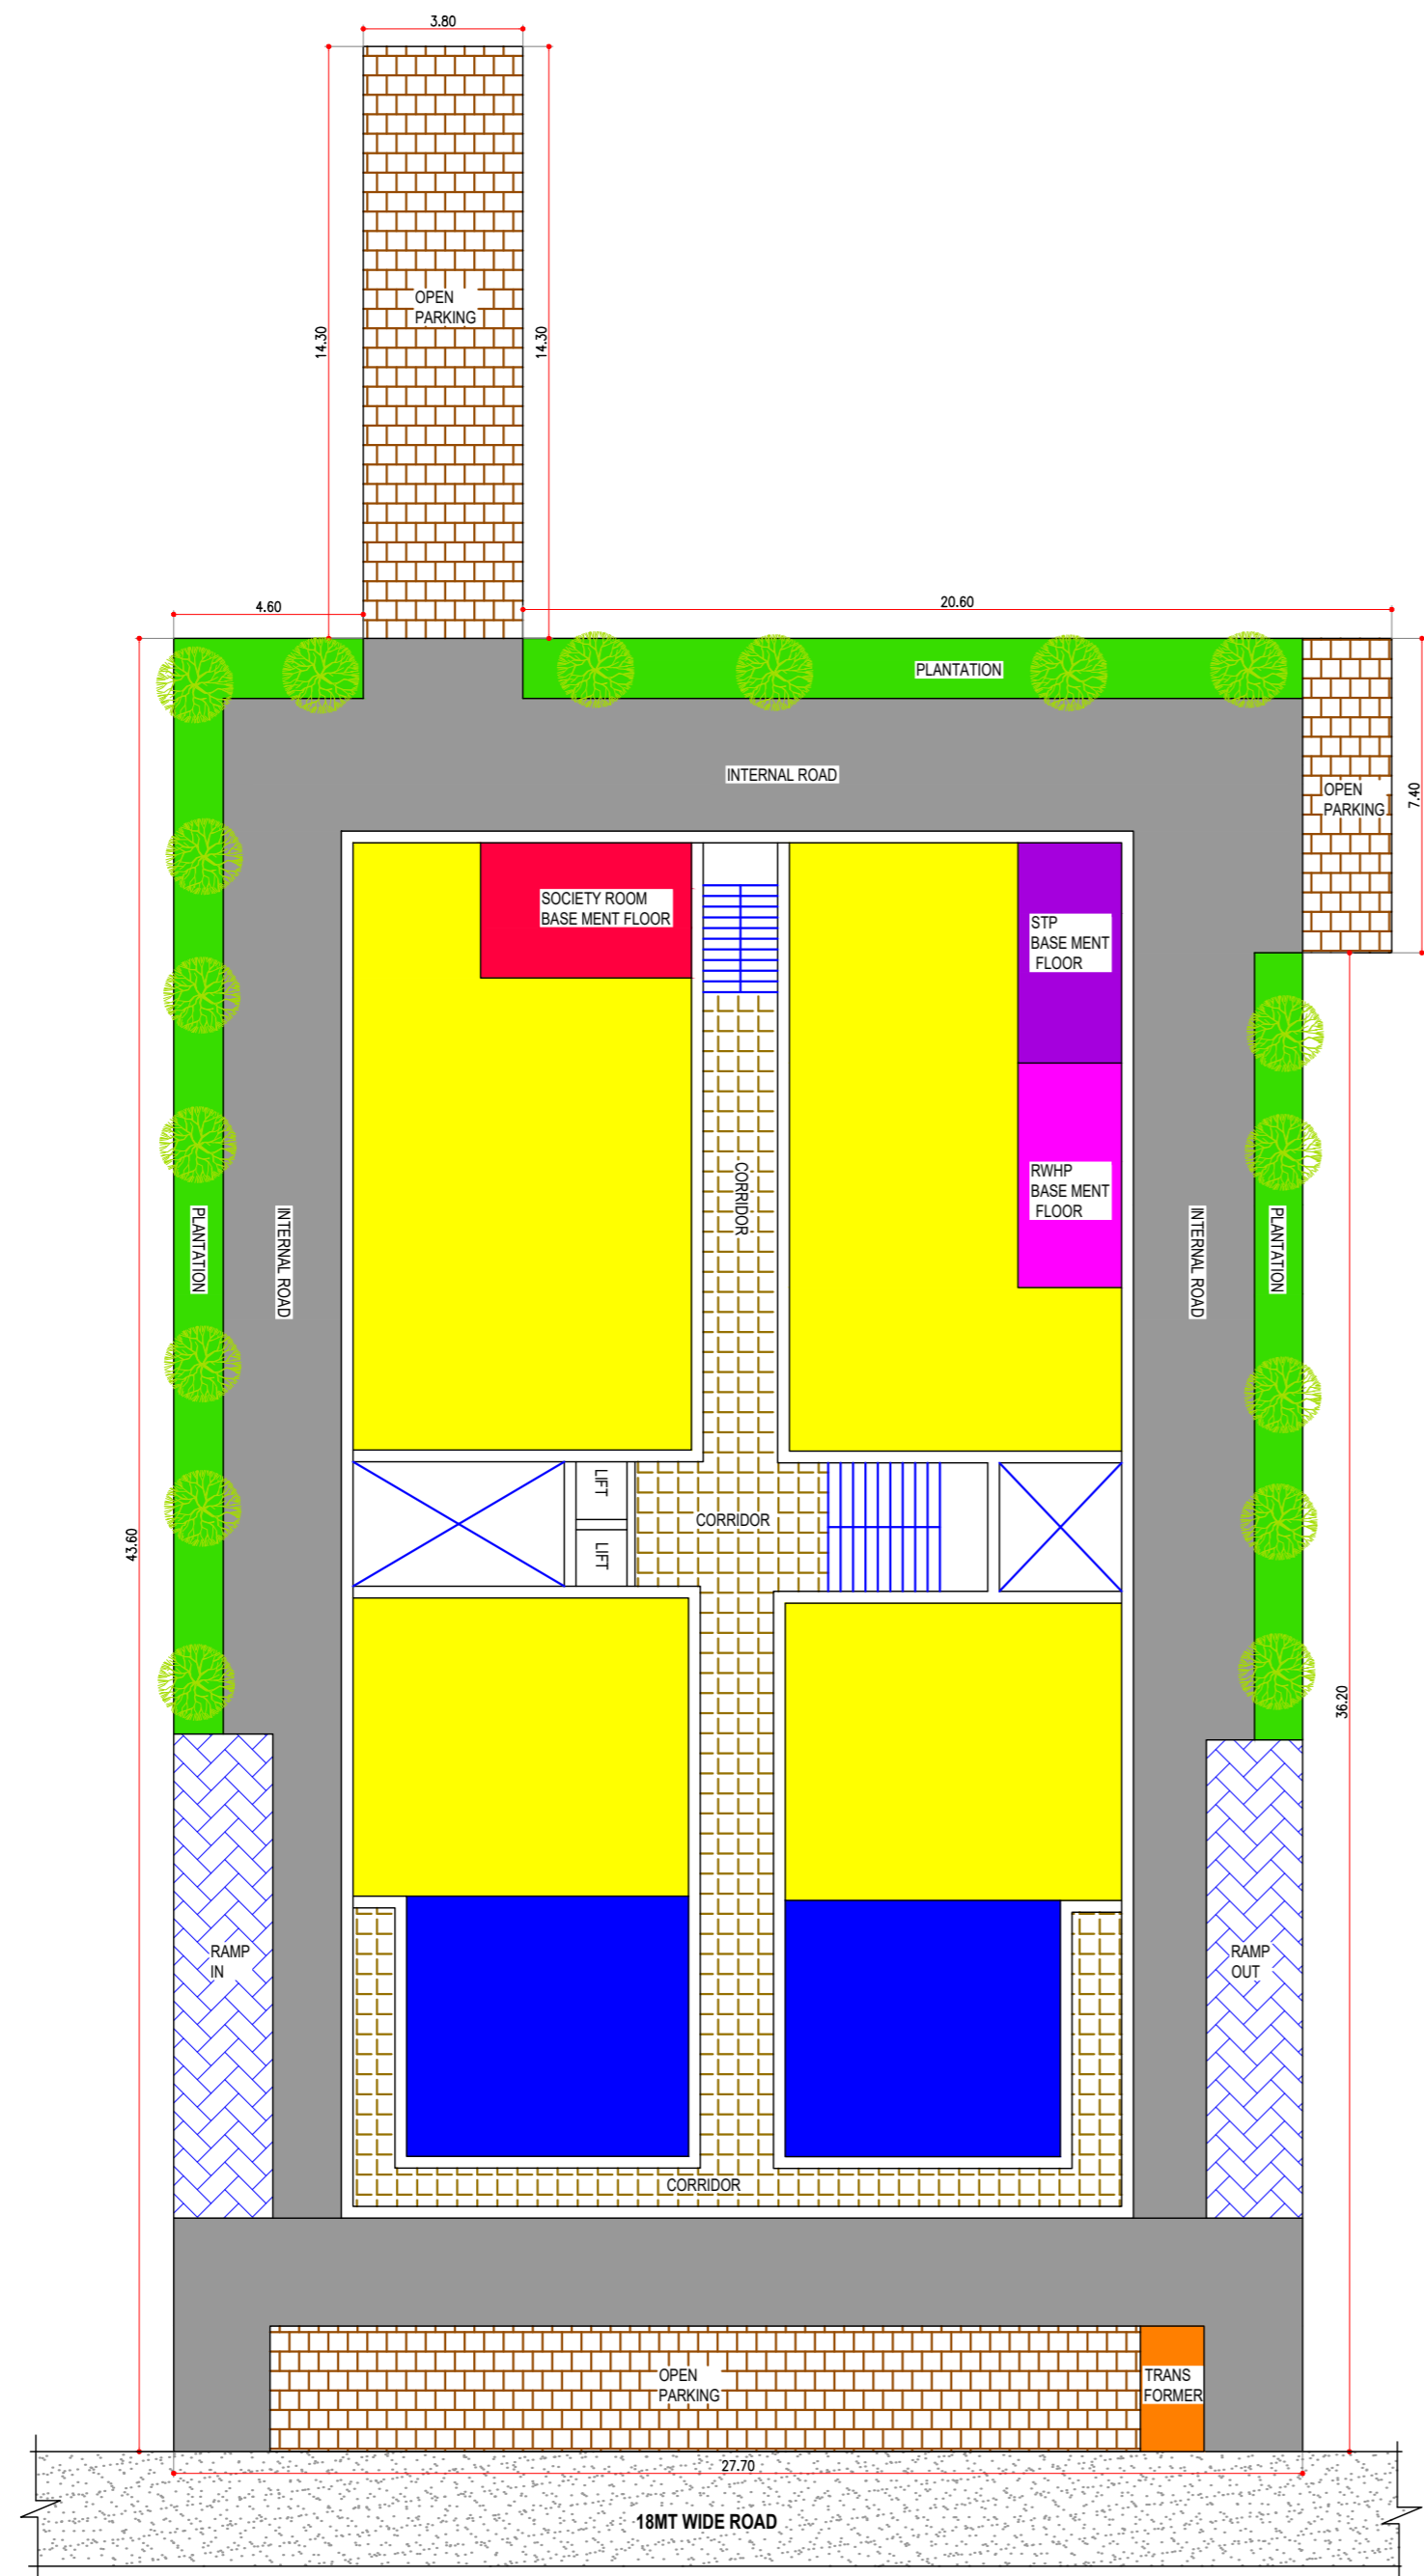 3.80
OPEN
PARKING
14.30
14.30
4.60
20.60
PLANTATION
INTERNAL ROAD
OPEN
PARKING
7.40
SOCIETY ROOM
BASE MENT FLOOR
STP
BASE MENT
FLOOR
CORRIDOR
RWHP
BASE MENT
FLOOR
PLANTATION
INTERNAL ROAD
INTERNAL ROAD
PLANTATION
LIFT
CORRIDOR
LIFT
43.60
36.20
RAMP
IN
RAMP
OUT
CORRIDOR
OPEN
PARKING
TRANS
FORMER
27.70
18MT WIDE ROAD